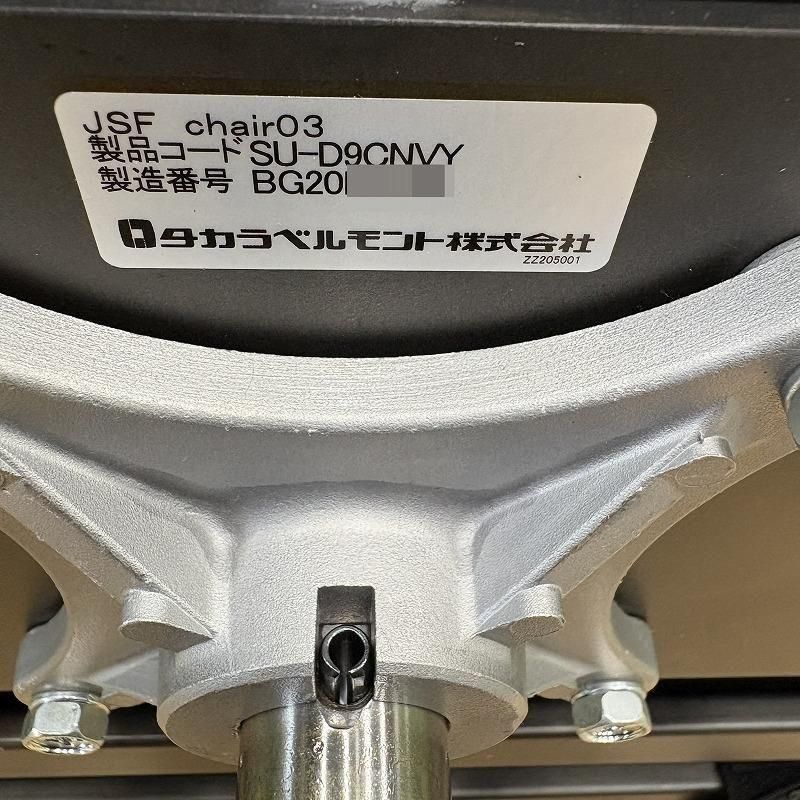 JSF chair03
製品コード SU-D9CNVY
製造番号 BG20
タカラベルモント株式会社
ZZ205001